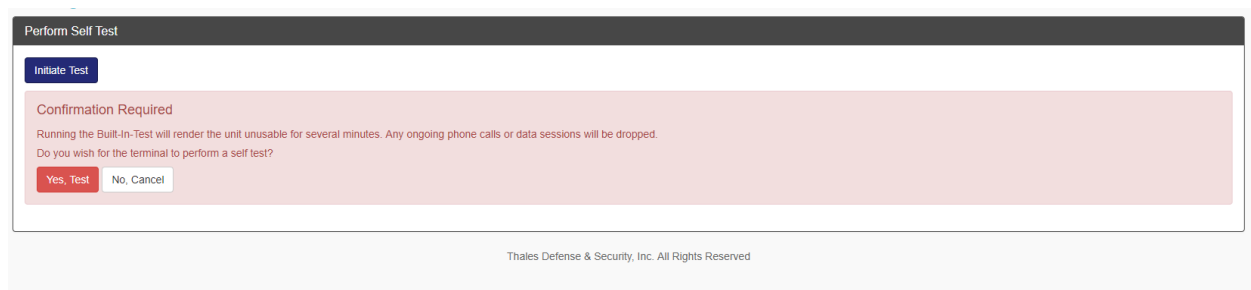 Perform Self Test
Initiate Test
Confirmation Required
Running the Built-In-Test will render the unit unusable for several minutes. Any ongoing phone calls or data sessions will be dropped.
Do you wish for the terminal to perform a self test?
Yes, Test No, Cancel
Thales Defense & Security, Inc. All Rights Reserved